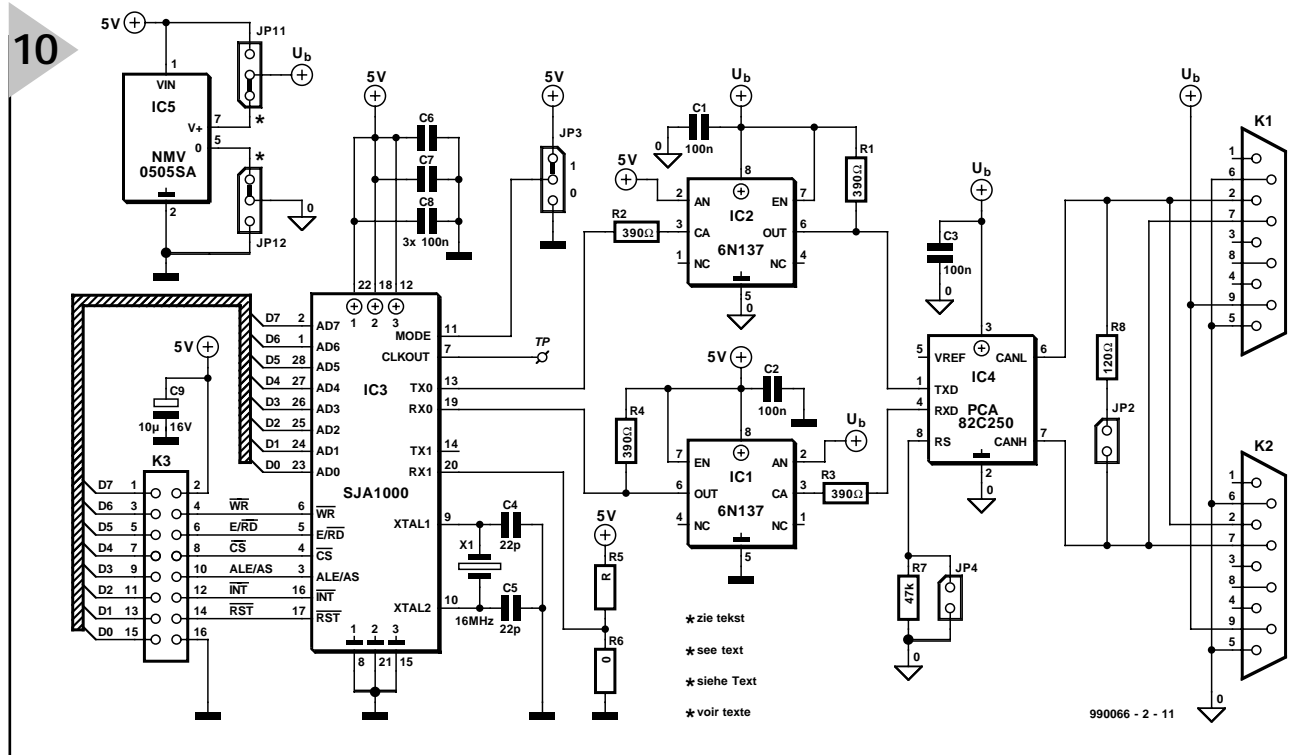 10
5V
JP11
Ub
1
VIN
IC5
7
V+
*
5
0
*
NMV
0505SA
2
0
JP12
5V
C6
C7
C8
3x 100n
5V
JP3
1
0
Ub
C1
0
100n
R1
390Ω
5V
8
2 AN
EN 7
IC2
R2
390Ω
3 CA
OUT 6
6N137
1 NC
NC 4
5
0
Ub
C3
100n
0
Ub
K1
1
6
2
7
3
8
4
9
5
22 18 12
1 2 3
D7 2 AD7
D6 1 AD6
D5 28 AD5
D4 27 AD4
D3 26 AD3
D2 25 AD2
D1 24 AD1
D0 23 AD0
MODE 11
CLKOUT 7
TP
IC3
TX0 13
RX0 19
TX1 14
RX1 20
SJA1000
XTAL1 9
XTAL2 10
WR 6 WR
E/RD 5 E/RD
CS 4 CS
ALE/AS 3 ALE/AS
INT 16 INT
RST 17 RST
1 2 3
8 21 15
5V
C9
10µ 16V
K3
D7 1 2
D6 3 4
D5 5 6
D4 7 8
D3 9 10
D2 11 12
D1 13 14
D0 15 16
C4
22p
X1
16MHz
C5
22p
5V
C2
100n
R4
390Ω
8
7 EN
AN 2
Ub
IC1
6 OUT
CA 3
R3
390Ω
6N137
4 NC
NC 1
5
5V
R5
R
R6
0
3
5 VREF
CANL 6
IC4
1 TXD
4 RXD
PCA
82C250
8 RS
CANH 7
2
0
R8
120Ω
JP2
R7
47k
JP4
0
K2
1
6
2
7
3
8
4
9
5
0
* zie tekst
* see text
* siehe Text
* voir texte
990066 - 2 - 11